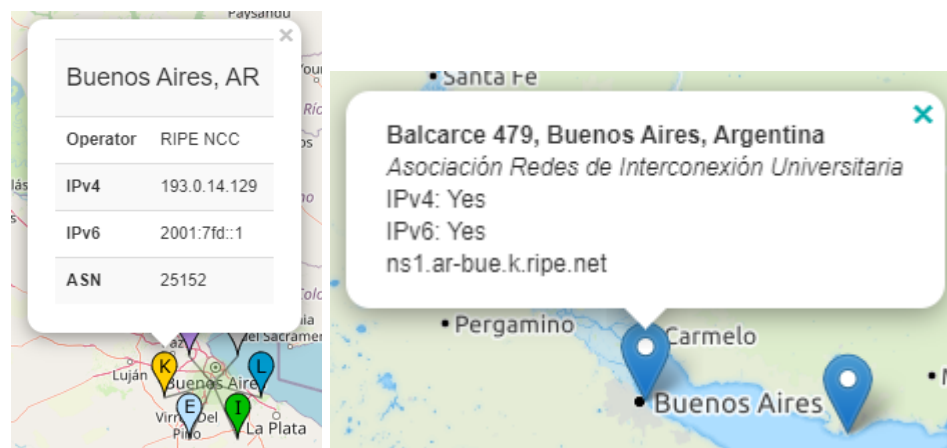 Paysandú
×
Buenos Aires, AR
Operator RIPE NCC
IPv4 193.0.14.129
IPv6 2001:7fd::1
ASN 25152
K
L
Luján
Buenos Aires
E
I
Del
La Plata
Santa Fe
×
Balcarce 479, Buenos Aires, Argentina
Asociación Redes de Interconexión Universitaria
IPv4: Yes
IPv6: Yes
ns1.ar-bue.k.ripe.net
Pergamino
Carmelo
Buenos Aires